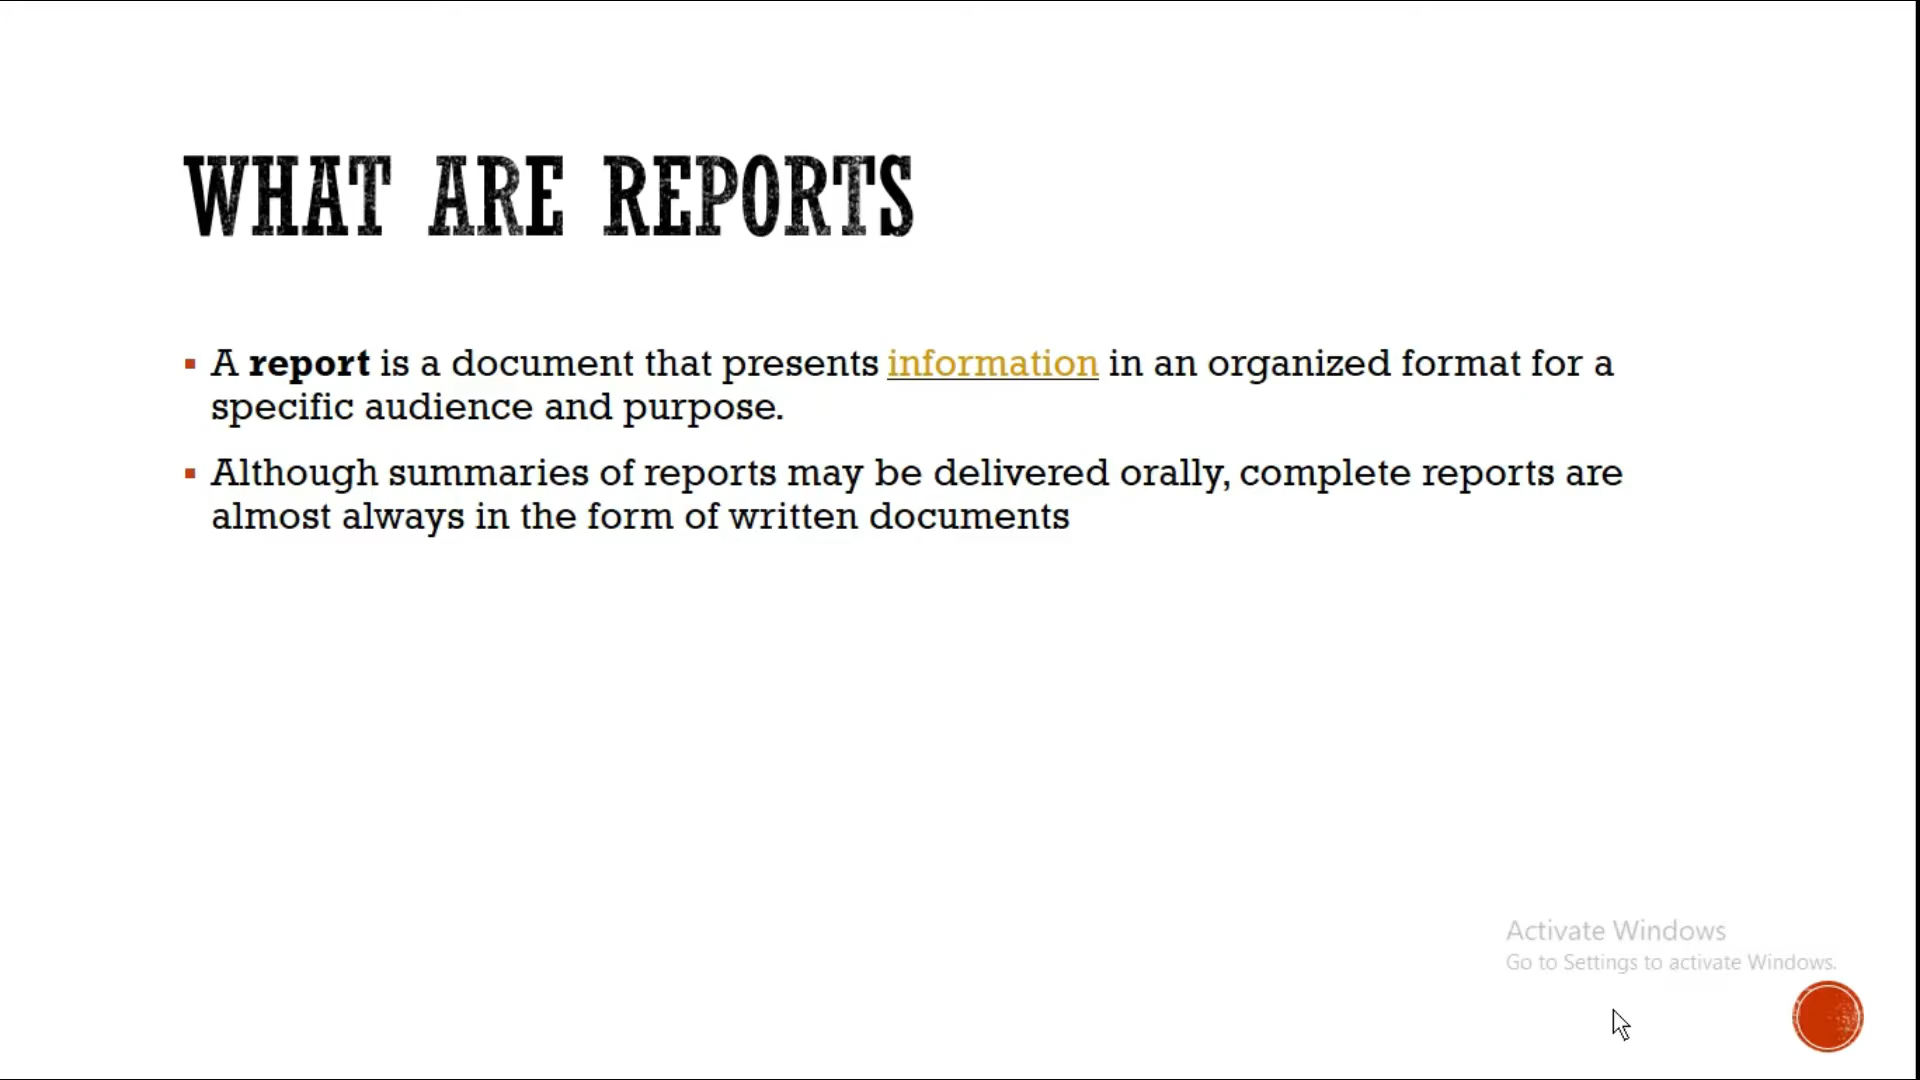 WHAT ARE REPORTS
▪ A report is a document that presents information in an organized format for a
specific audience and purpose.
▪ Although summaries of reports may be delivered orally, complete reports are
almost always in the form of written documents
Activate Windows
Go to Settings to activate Windows.